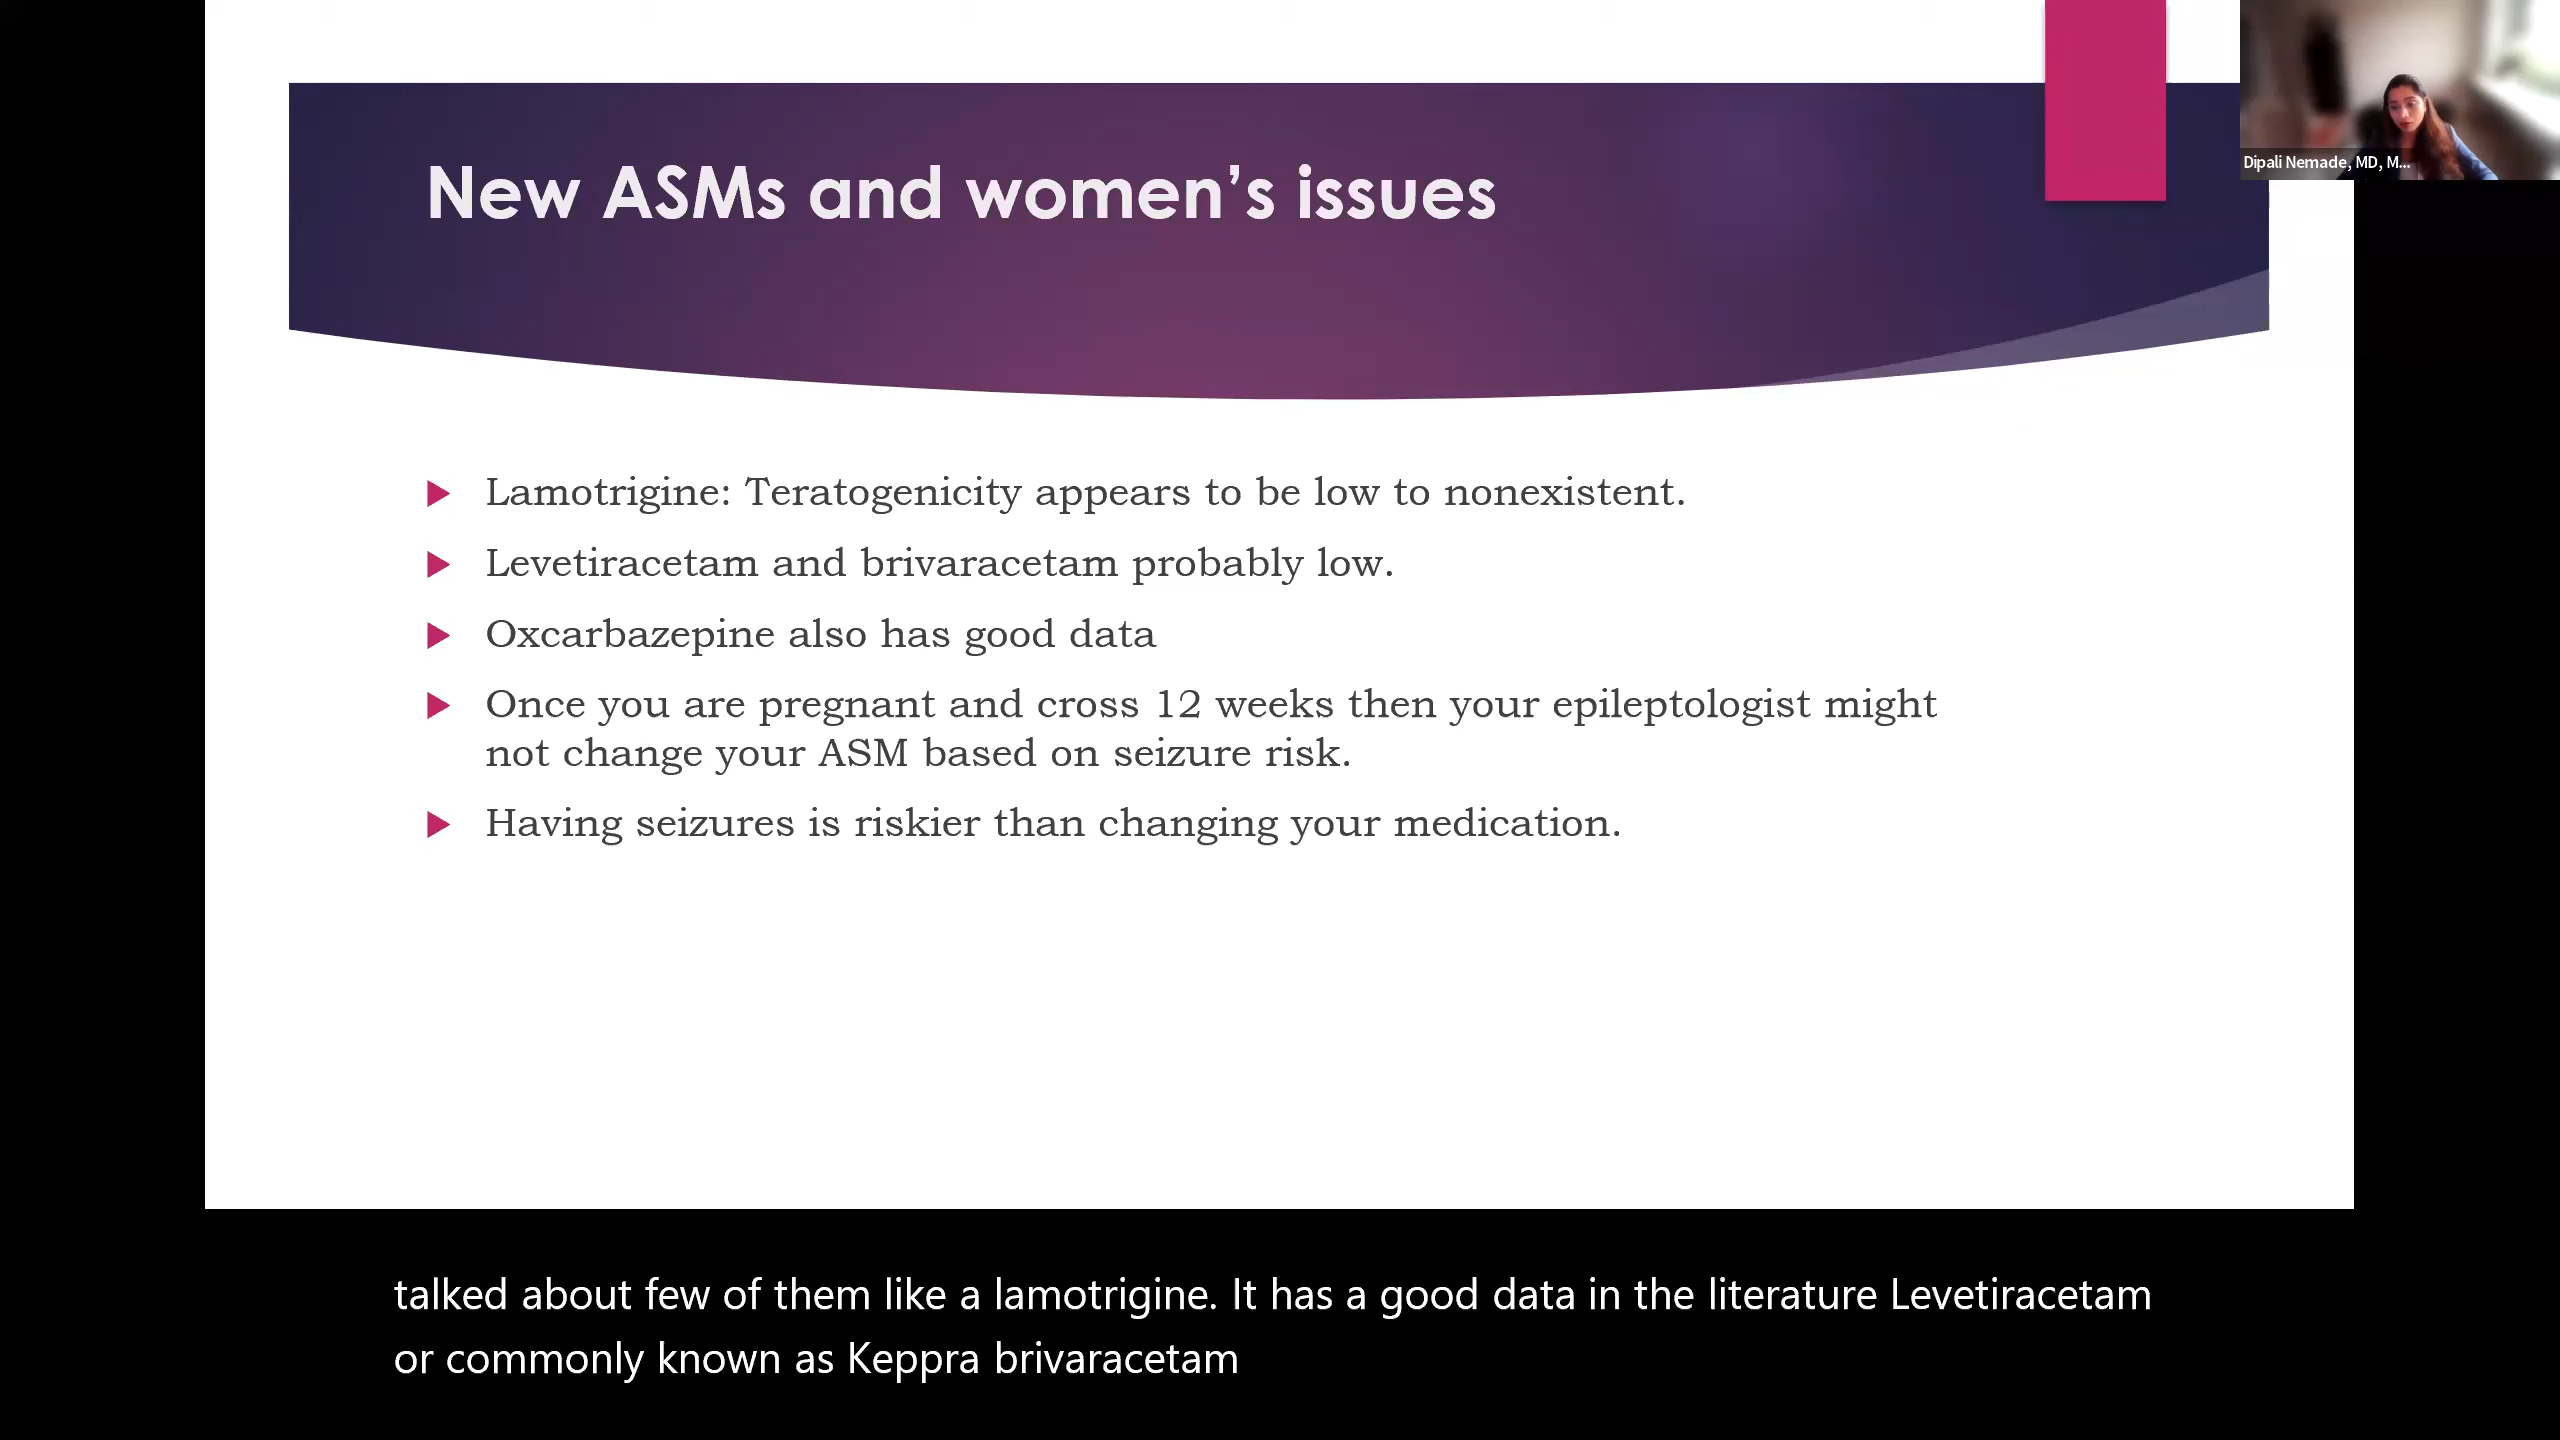 New ASMs and women’s issues
Dipali Nemade, MD, M...
Lamotrigine: Teratogenicity appears to be low to nonexistent.
Levetiracetam and brivaracetam probably low.
Oxcarbazepine also has good data
Once you are pregnant and cross 12 weeks then your epileptologist might
not change your ASM based on seizure risk.
Having seizures is riskier than changing your medication.
talked about few of them like a lamotrigine. It has a good data in the literature Levetiracetam
or commonly known as Keppra brivaracetam